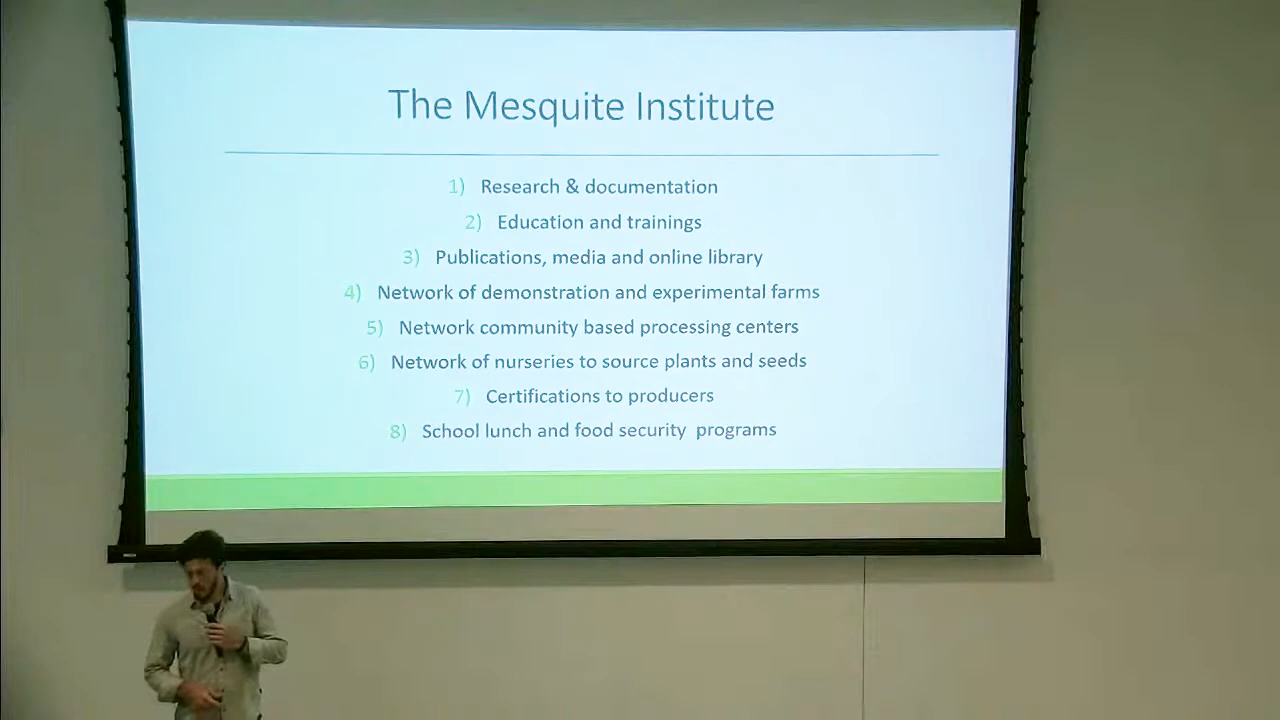 The Mesquite Institute
1) Research & documentation
2) Education and trainings
3) Publications, media and online library
4) Network of demonstration and experimental farms
5) Network community based processing centers
6) Network of nurseries to source plants and seeds
7) Certifications to producers
8) School lunch and food security programs